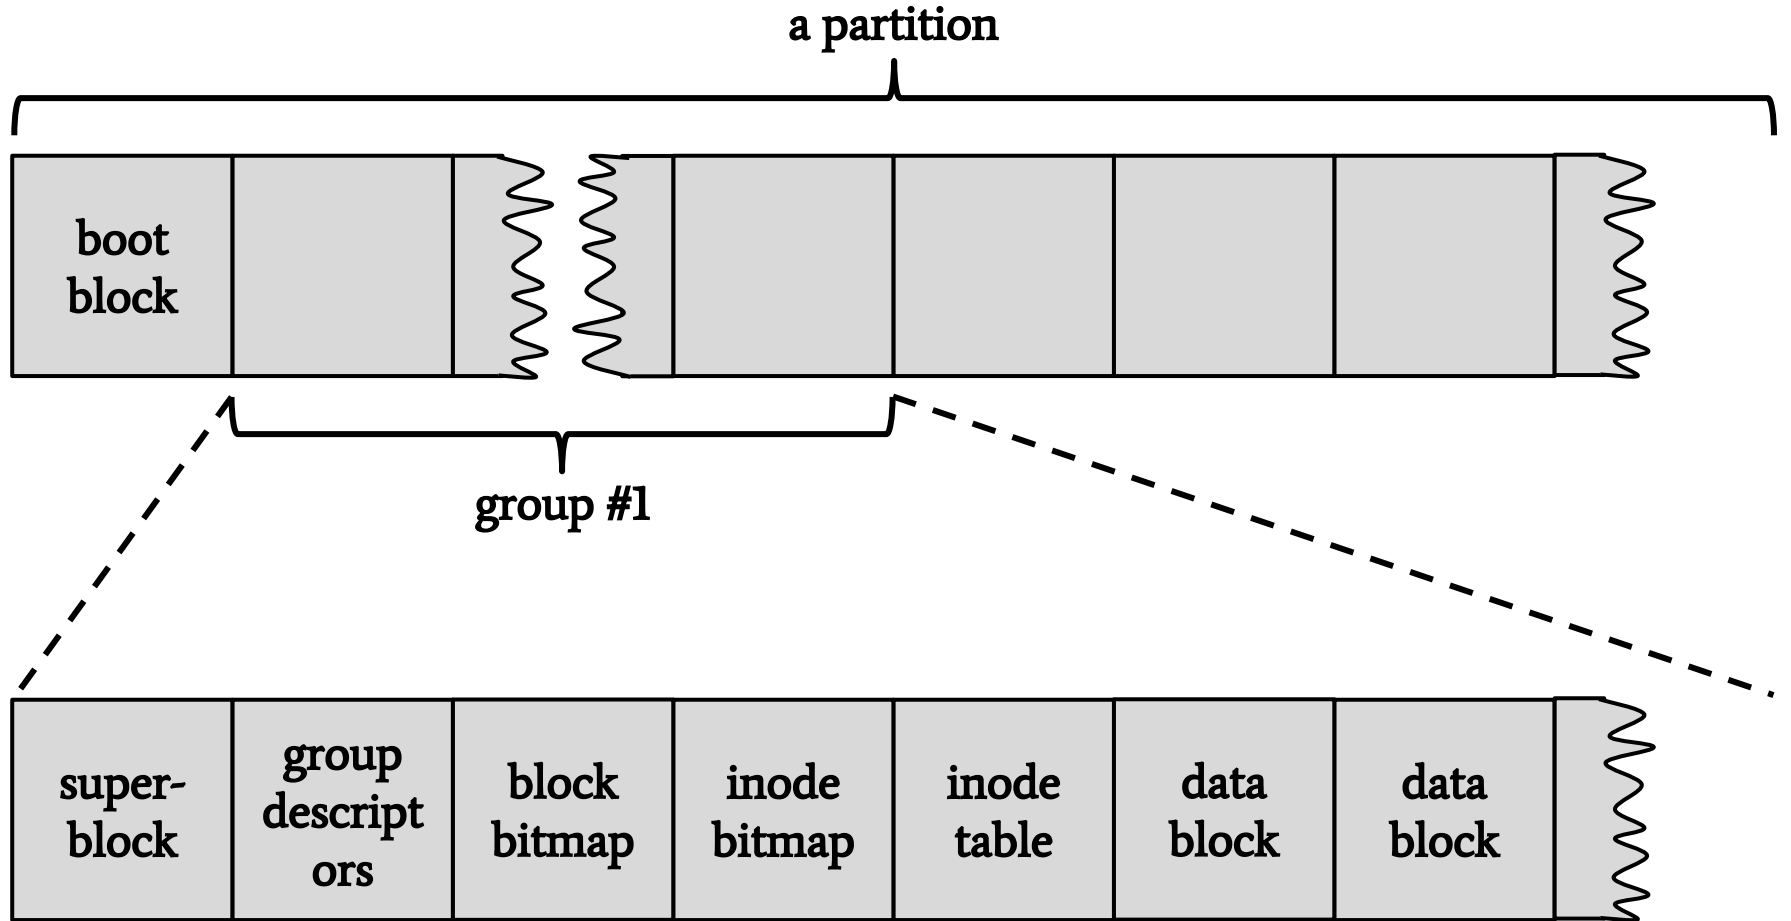 a partition
boot
block
group #1
super-
block
group
descript
ors
block
bitmap
inode
bitmap
inode
table
data
block
data
block